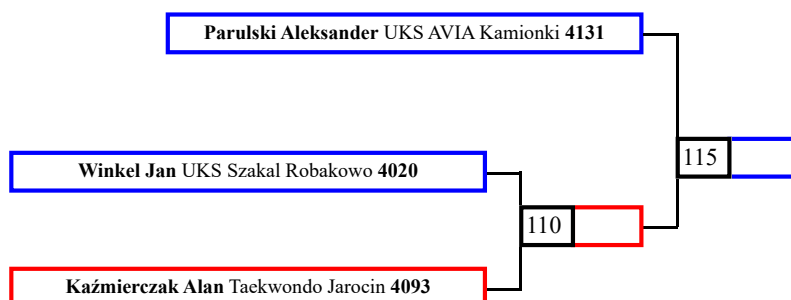 Parulski Aleksander UKS AVIA Kamionki 4131
115
Winkel Jan UKS Szakal Robakowo 4020
110
Kaźmierczak Alan Taekwondo Jarocin 4093